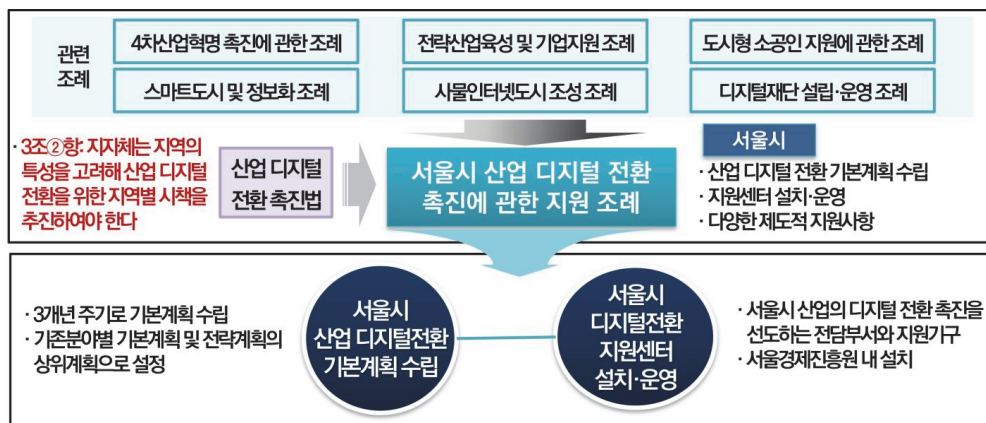 관련
조례
4차산업혁명 촉진에 관한 조례
전략산업육성 및 기업지원 조례
도시형 소공인 지원에 관한 조례
스마트도시 및 정보화 조례
사물인터넷도시 조성 조례
디지털재단 설립·운영 조례
· 3조②항: 지자체는 지역의
특성을 고려해 산업 디지털
전환을 위한 지역별 시책을
추진하여야 한다
산업 디지털
전환 촉진법
서울시 산업 디지털 전환
촉진에 관한 지원 조례
서울시
· 산업 디지털 전환 기본계획 수립
· 지원센터 설치·운영
· 다양한 제도적 지원사항
· 3개년 주기로 기본계획 수립
· 기존분야별 기본계획 및 전략계획의
상위계획으로 설정
서울시
산업 디지털전환
기본계획 수립
서울시
디지털전환
지원센터
설치·운영
· 서울시 산업의 디지털 전환 촉진을
선도하는 전담부서와 지원기구
· 서울경제진흥원 내 설치